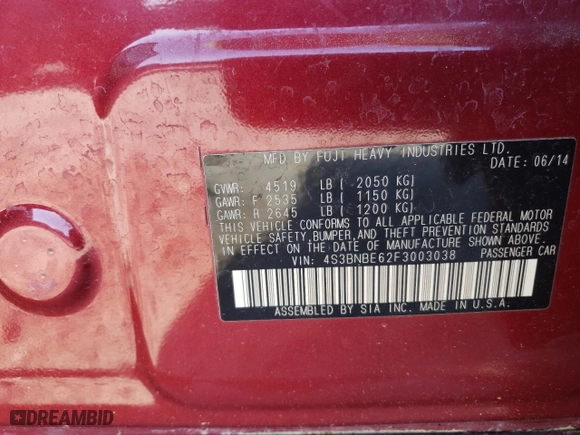 MFD BY FUJI HEAVY INDUSTRIES LTD.
DATE: 06/14
GVWR: 4519 LB ( 2050 KG)
GAWR: F 2535 LB ( 1150 KG)
GAWR: R 2645 LB ( 1200 KG)
THIS VEHICLE CONFORMS TO ALL APPLICABLE FEDERAL MOTOR
VEHICLE SAFETY,BUMPER,AND THEFT PREVENTION STANDARDS
IN EFFECT ON THE DATE OF MANUFACTURE SHOWN ABOVE.
VIN: 4S3BNBE62F3003038 PASSENGER CAR
ASSEMBLED BY SIA INC. MADE IN U.S.A.
DREAMBID